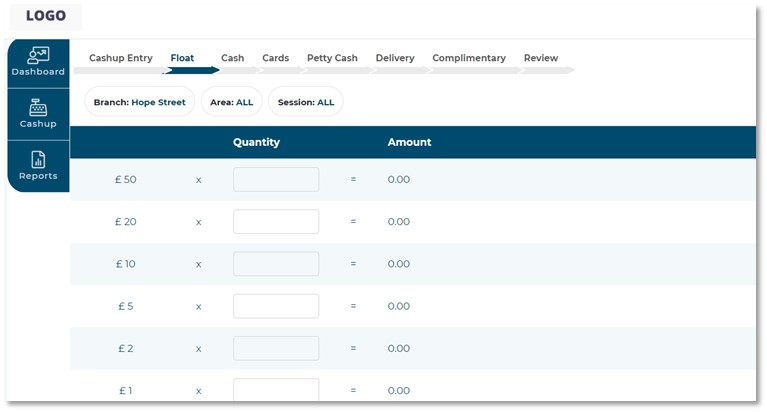 LOGO
Dashboard
Cashup
Reports
Cashup Entry Float Cash Cards Petty Cash Delivery Complimentary Review
Branch: Hope Street Area: ALL Session: ALL
Quantity Amount
£ 50 x = 0.00
£ 20 x = 0.00
£ 10 x = 0.00
£ 5 x = 0.00
£ 2 x = 0.00
£ 1 x = 0.00